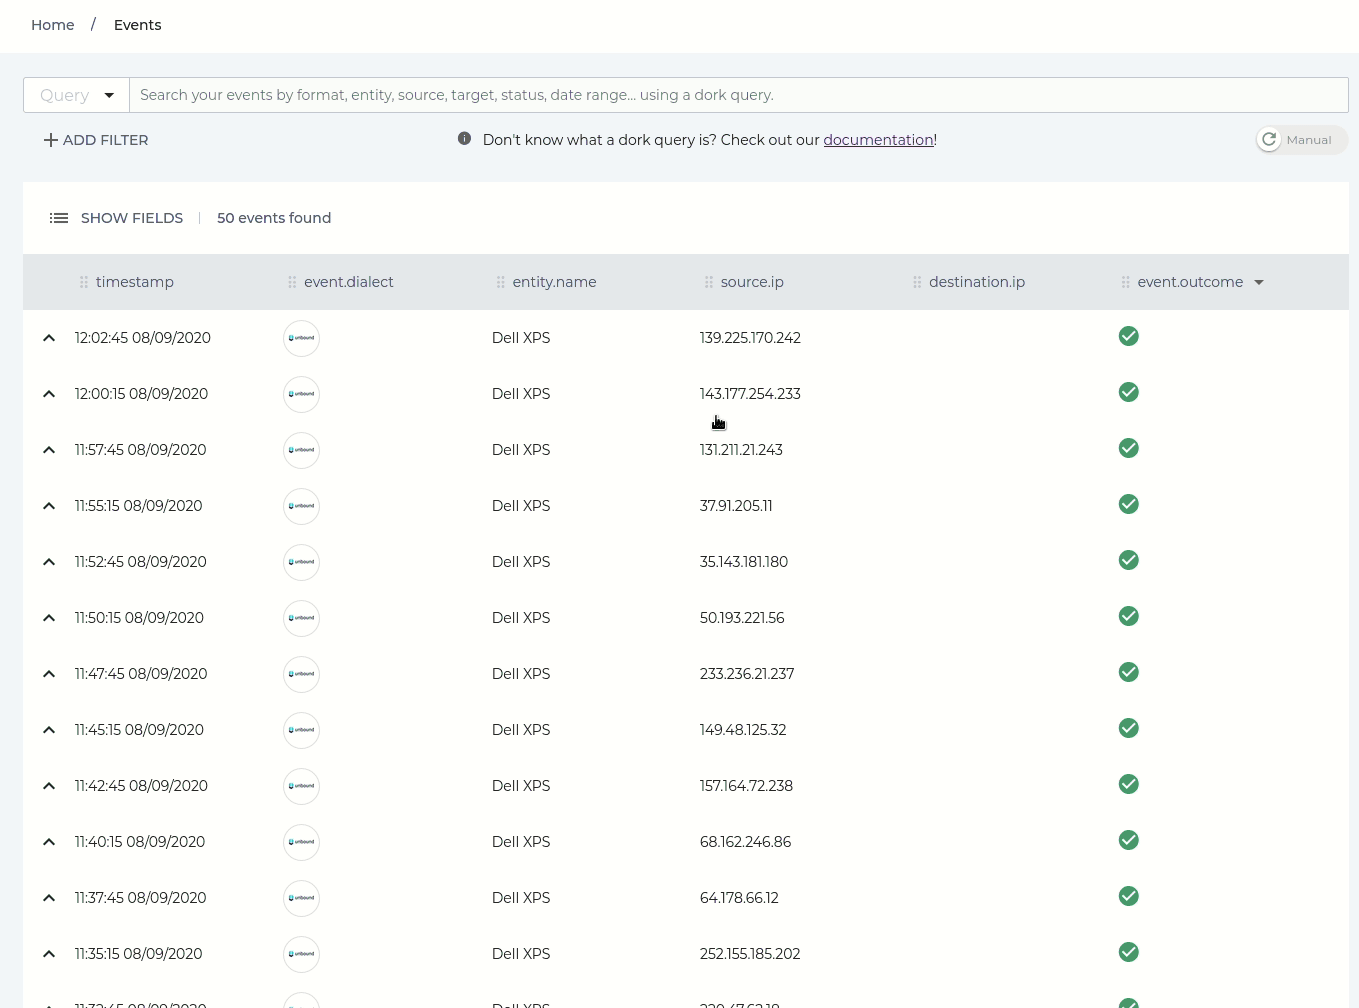 Home / Events
Query Search your events by format, entity, source, target, status, date range... using a dork query.
ADD FILTER Don't know what a dork query is? Check out our documentation! Manual
SHOW FIELDS 50 events found
timestamp event.dialect entity.name source.ip destination.ip event.outcome
12:02:45 08/09/2020 unbound Dell XPS 139.225.170.242
12:00:15 08/09/2020 unbound Dell XPS 143.177.254.233
11:57:45 08/09/2020 unbound Dell XPS 131.211.21.243
11:55:15 08/09/2020 unbound Dell XPS 37.91.205.11
11:52:45 08/09/2020 unbound Dell XPS 35.143.181.180
11:50:15 08/09/2020 unbound Dell XPS 50.193.221.56
11:47:45 08/09/2020 unbound Dell XPS 233.236.21.237
11:45:15 08/09/2020 unbound Dell XPS 149.48.125.32
11:42:45 08/09/2020 unbound Dell XPS 157.164.72.238
11:40:15 08/09/2020 unbound Dell XPS 68.162.246.86
11:37:45 08/09/2020 unbound Dell XPS 64.178.66.12
11:35:15 08/09/2020 unbound Dell XPS 252.155.185.202